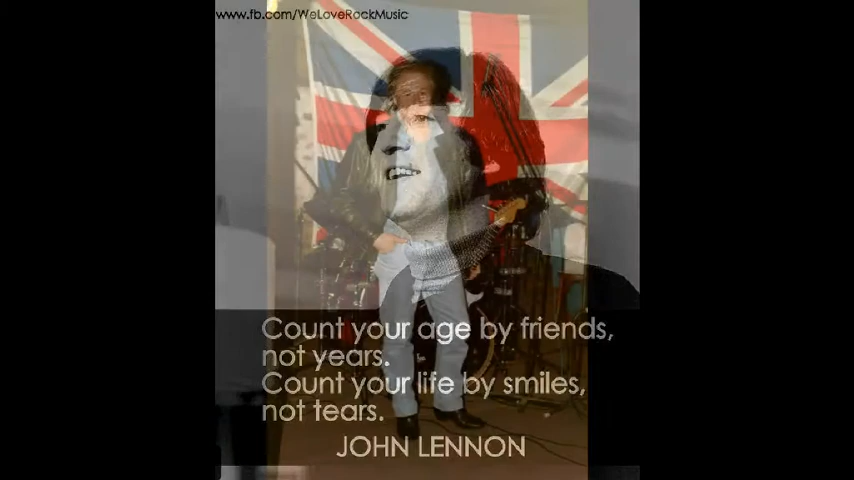 www.fb.com/WeLoveRockMusic
Count your age by friends,
not years.
Count your life by smiles,
not tears.
JOHN LENNON